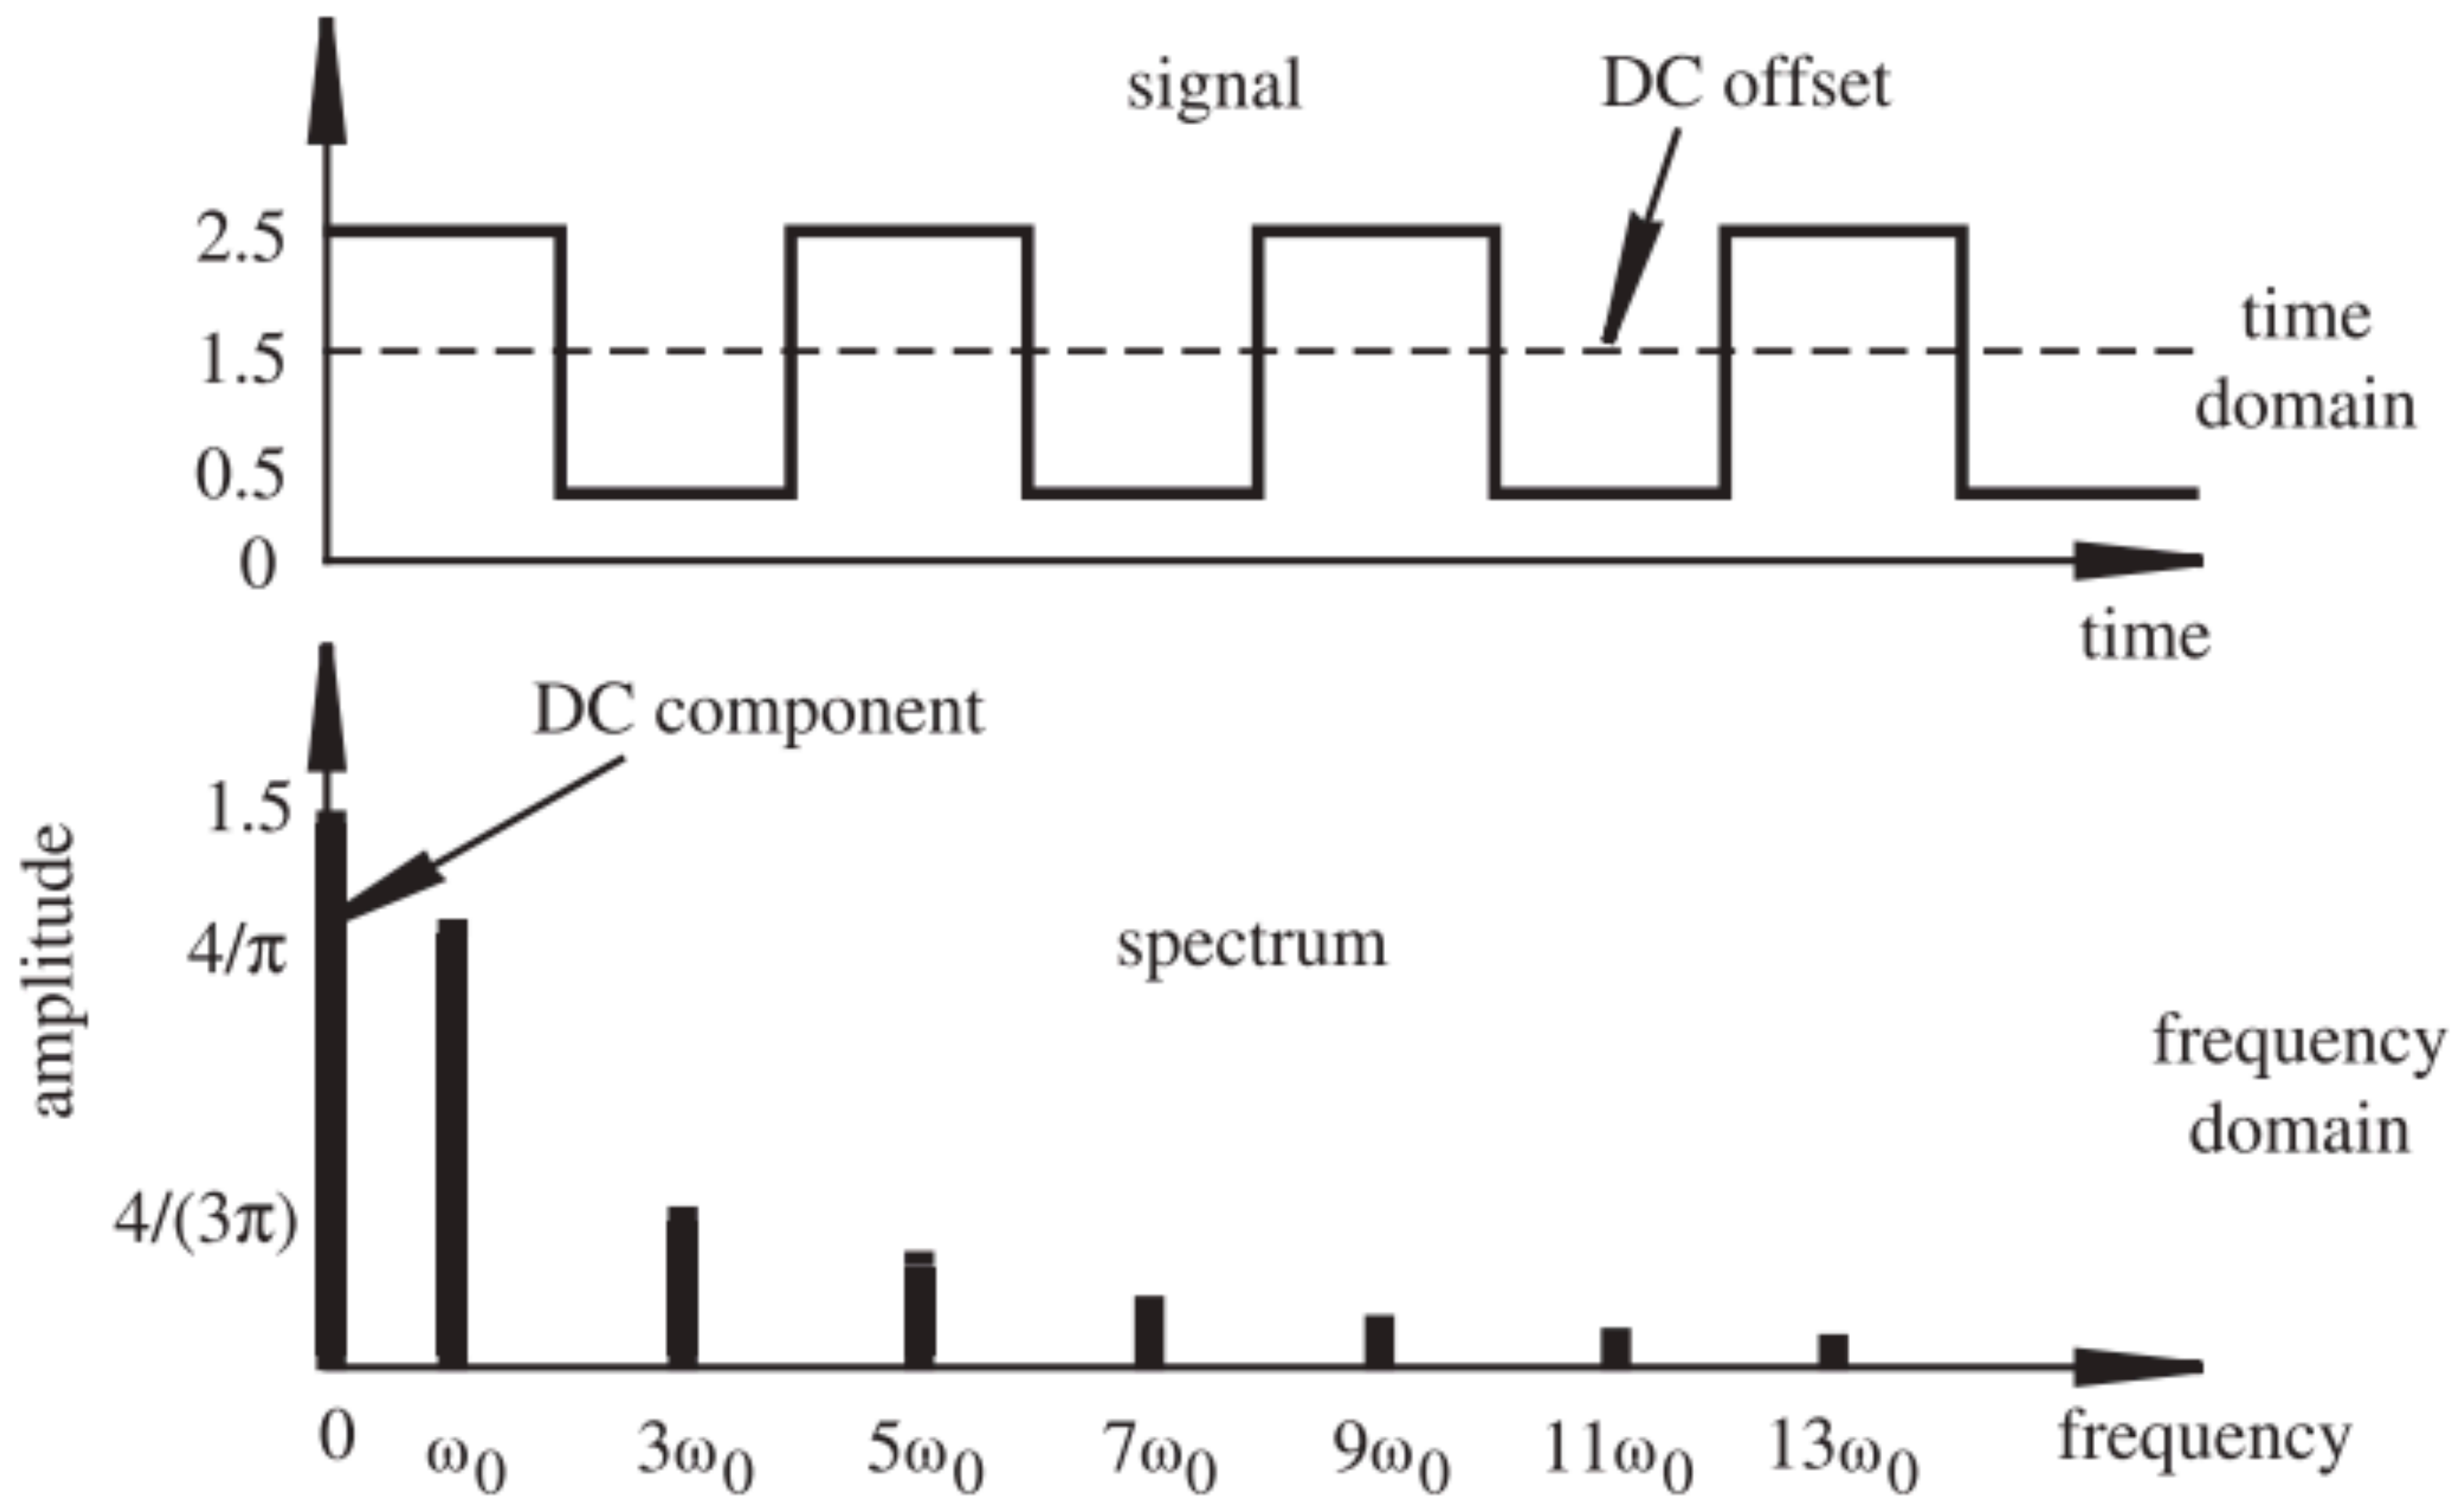 signal
DC offset
2.5
1.5
0.5
0
time
domain
time
DC component
1.5
4/π
4/(3π)
amplitude
spectrum
frequency
domain
0
ω0
3ω0
5ω0
7ω0
9ω0
11ω0
13ω0
frequency